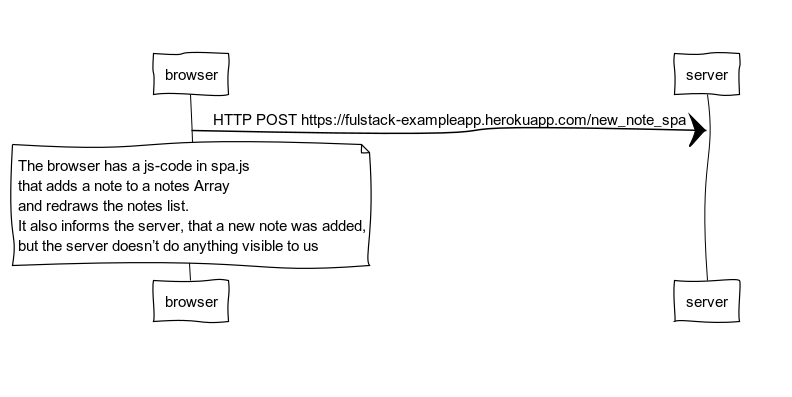 browser
server
HTTP POST https://fulstack-exampleapp.herokuapp.com/new_note_spa
The browser has a js-code in spa.js
that adds a note to a notes Array
and redraws the notes list.
It also informs the server, that a new note was added,
but the server doesn't do anything visible to us
browser
server